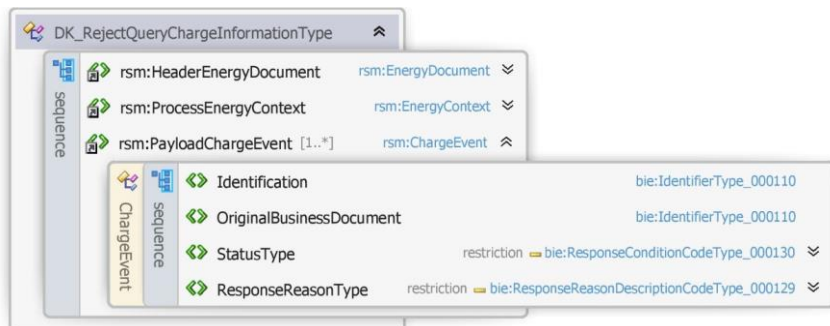 DK_RejectQueryChargeInformationType
sequence
rsm:HeaderEnergyDocument rsm:EnergyDocument
rsm:ProcessEnergyContext rsm:EnergyContext
rsm:PayloadChargeEvent [1..*] rsm:ChargeEvent
ChargeEvent
sequence
Identification bie:IdentifierType_000110
OriginalBusinessDocument bie:IdentifierType_000110
StatusType restriction bie:ResponseConditionCodeType_000130
ResponseReasonType restriction bie:ResponseReasonDescriptionCodeType_000129